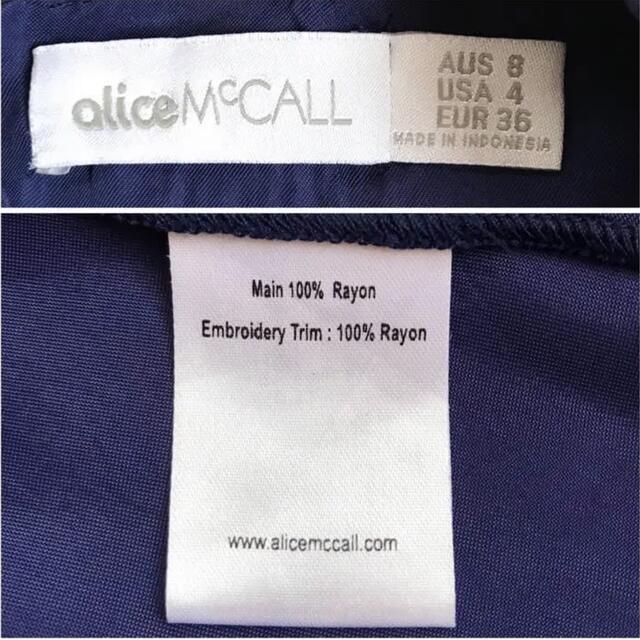 aliceMcCALL
AUS 8
USA 4
EUR 36
MADE IN INDONESIA
Main 100% Rayon
Embroidery Trim : 100% Rayon
www.alicemccall.com